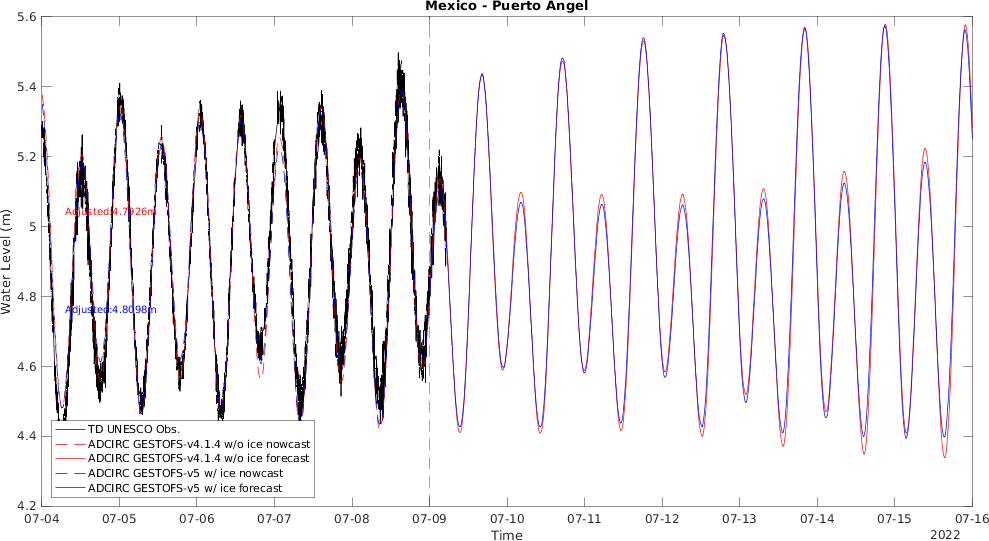 Mexico - Puerto Angel
5.6
5.4
5.2
5
4.8
4.6
4.4
4.2
Water Level (m)
Adjusted:4.7926m
Adjusted:4.8098m
TD UNESCO Obs.
ADCIRC GESTOFS-v4.1.4 w/o ice nowcast
ADCIRC GESTOFS-v4.1.4 w/o ice forecast
ADCIRC GESTOFS-v5 w/ ice nowcast
ADCIRC GESTOFS-v5 w/ ice forecast
07-04 07-05 07-06 07-07 07-08 07-09 07-10 07-11 07-12 07-13 07-14 07-15 07-16
Time
2022